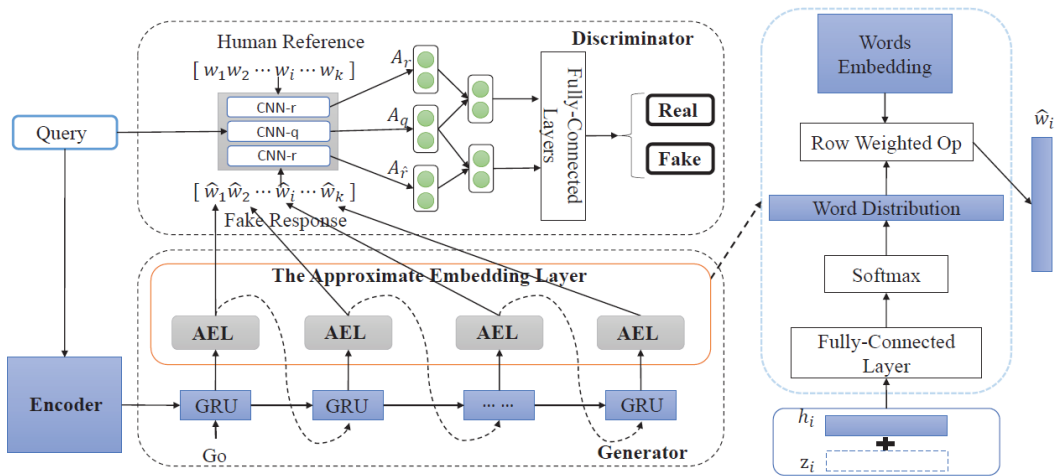 Human Reference
Discriminator
[ w₁w₂ ⋯ wᵢ ⋯ wₖ ]
Query
CNN-r
CNN-q
CNN-r
Aᵣ
A_q
A_r̂
Fully-Connected
Layers
Real
Fake
[ ŵ₁ŵ₂ ⋯ ŵᵢ ⋯ ŵₖ ]
Fake Response
The Approximate Embedding Layer
AEL
AEL
AEL
AEL
Encoder
GRU
GRU
... ...
GRU
Go
Generator
Words
Embedding
Row Weighted Op
ŵᵢ
Word Distribution
Softmax
Fully-Connected
Layer
hᵢ
+
zᵢ